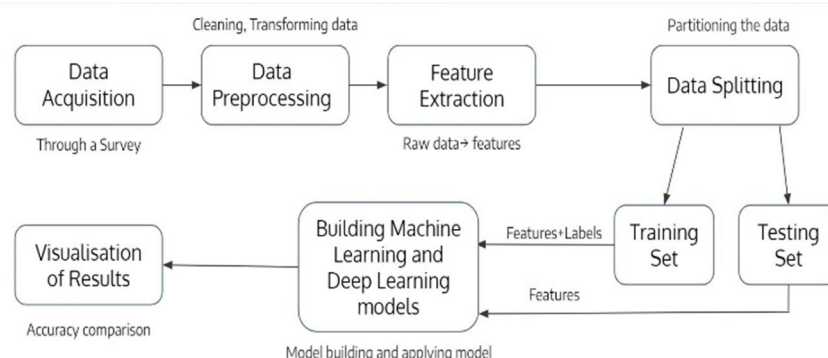 Cleaning, Transforming data
Partitioning the data
Data
Acquisition
Data
Preprocessing
Feature
Extraction
Data Splitting
Through a Survey
Raw data→ features
Visualisation
of Results
Building Machine
Learning and
Deep Learning
models
Features+Labels
Training
Set
Testing
Set
Features
Accuracy comparison
Model building and applying model